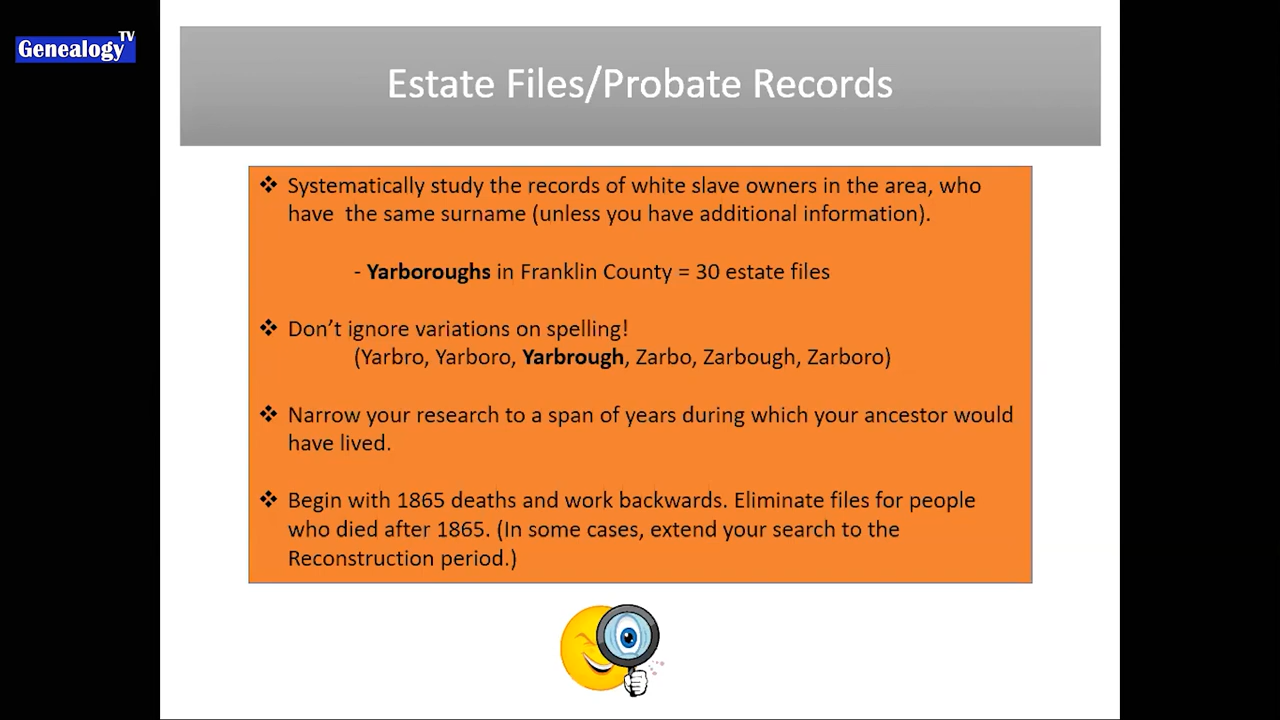 Genealogy TV
Estate Files/Probate Records
❖ Systematically study the records of white slave owners in the area, who
have the same surname (unless you have additional information).
- Yarboroughs in Franklin County = 30 estate files
❖ Don't ignore variations on spelling!
(Yarbro, Yarboro, Yarbrough, Zarbo, Zarbough, Zarboro)
❖ Narrow your research to a span of years during which your ancestor would
have lived.
❖ Begin with 1865 deaths and work backwards. Eliminate files for people
who died after 1865. (In some cases, extend your search to the
Reconstruction period.)